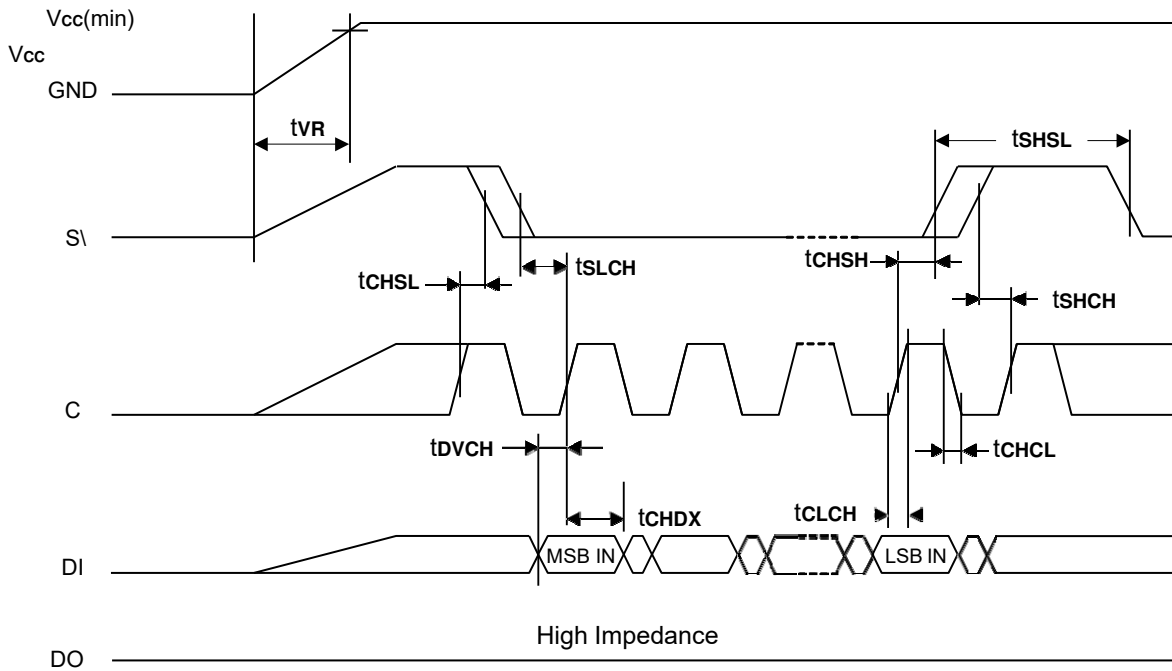 Vcc(min)
Vcc
GND
tVR
tSHSL
S\
tCHSL
tSLCH
tCHSH
tSHCH
C
tDVCH
tCHCL
tCHDX
tCLCH
DI
MSB IN
LSB IN
High Impedance
DO